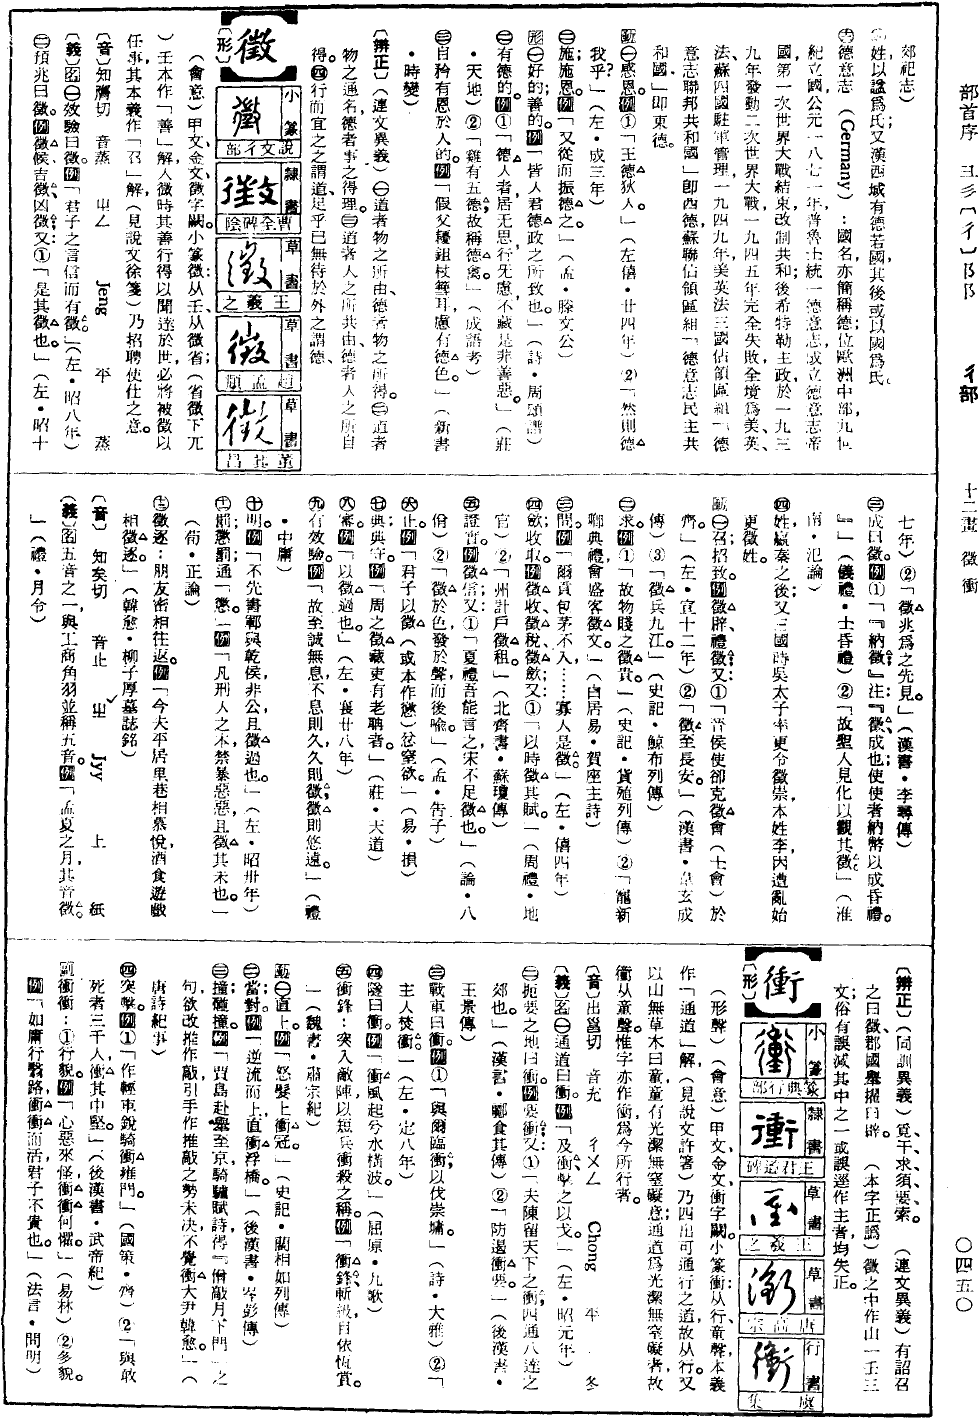 部首序 彐彡〔彳〕阝阝 彳部 十二畫 徵衝 〇四五〇
郊祀志）
姓以諡爲氏又漢西域有德若國其後或以國爲氏。
㊅德意志（Germany）：國名亦簡稱德位歐洲中部九世
紀立國公元一八七一年普魯士統一德意志成立德意志帝
國第一次世界大戰結束改制共和；後希特勒主政於一九三
九年發動二次世界大戰一九四五年完全失敗全境爲美、英、
法、蘇四國駐軍管理一九四九年美英法三國佔領區組「德
意志聯邦共和國」卽西德蘇聯佔領區組「德意志民主共
和國」卽東德。
㊀感恩。例①「王德狄人。」（左僖・廿四年）②「然則德
我乎？」（左・成三年）
㊁施施恩。例「又從而振德之。」（孟・滕文公）
㊀好的；善的。例「皆人君德政之所致也。」（詩・周頌譜）
㊁有德的。例①「德人者居无思行无慮不藏是非善惡。」（莊
・天地）②「雞有五德故稱德禽。」（成語考）
㊂自矜有恩於人的。例「假父耰鉏杖篲耳慮有德色。」（新書
・時變）
〔辨正〕（連文異義）㊀道者物之所由、德者物之所得。㊁道者
物之通名德者事之得理。㊂道者人之所共由、德者人之所自
得。㊃行而宜之之謂道足乎己無待於外之謂德。
【徵】
〔形〕
小篆 說文彳部
隸書 曹全碑陰
草書 王羲之
草書 趙孟頫
草書 董其昌
（會意）甲文金文徵字闕。小篆徵从壬、从微省；（省微下兀
）壬本作「善」解人微時其善行得以聞達於世必將被徵以
任事其本義作「召」解（見說文徐箋）乃招聘使仕之意。
〔音〕知膺切 音蒸 ㄓㄥ Jeng 平 蒸
〔義〕名㊀效驗曰徵。例「君子之言信而有徵」（左・昭八年）
㊁預兆曰徵。例徵候、吉徵、凶徵又：①「是其徵也。」（左・昭十
七年）②「徵兆爲之先見。」（漢書・李尋傳）
㊂成曰徵。例①「『納徵』注『徵、成也；使使者納幣以成昏禮。
』」（儀禮・士昏禮）②「故聖人見化以觀其徵」（淮
南・氾論）
㊃姓嬴秦之後又三國時吳太子率更令徵崇本姓李因遭亂始
更徵姓。
㊀召；招致。例徵辟、禮徵又：①「晉侯使郤克徵會（士會）於
齊。」（左・宣十二年）②「徵至長安。」（漢書・韋玄成
傳）③「徵兵九江。」（史記・鯨布列傳）
㊁求。例①「故物賤之徵貴。」（史記・貨殖列傳）②「寵新
卿典禮會盛客徵文。」（白居易・賀座主詩）
㊂問。例「爾貢包茅不入……寡人是徵。」（左・僖四年）
㊃斂；收取。例徵收、徵稅、徵斂又：①「以時徵其賦。」（周禮・地
官）②「州計戶徵租。」（北齊書・蘇瓊傳）
㊄證實。例徵信又：①「夏禮吾能言之宋不足徵也。」（論・八
佾）②「徵於色發於聲而後喩。」（孟・告子）
㊅止。例「君子以徵（或本作懲）忿窒欲。」（易・損）
㊆典；典守。例「周之徵藏吏有老聃者。」（莊・天道）
㊇審。例「以徵過也。」（左・襄廿八年）
㊈有效驗。例「故至誠無息不息則久久則徵徵則悠遠。」（禮
・中庸）
㊉明。例「不先書鄆與乾侯非公且徵過也。」（左・昭卅年）
罰；懲罰通「懲」例「凡刑人之本禁暴惡惡且徵其未也。」
（荀・正論）
徵逐：朋友密相往返。例「今夫平居里巷相慕悅酒食遊戲
相徵逐」（韓愈・柳子厚墓誌銘）
〔音〕 知矣切 音止 ㄓˇ Jyy 上 紙
〔義〕名五音之一、與工商角羽並稱五音。例「孟夏之月其音徵。
」（禮・月令）
〔辨正〕（同訓異義）覓、干、求、須、要、索。 （連文異義）有詔召
之曰徵、郡國舉擢曰辟。 （本字正譌）徵之中作山一壬三
文俗有誤減其中之一或誤逕作主者均失正。
【衝】
〔形〕
小篆 篆典行部
隸書 王君遺碑
草書 王羲之
草書 唐高宗
行書 虞集
（形聲）（會意）甲文金文衝字闕。小篆衝从行、童聲本義
作「通道」解（見說文許著）乃四出可通行之道故从行又
以山無草木曰童童有光潔無窒礙意通道爲光潔無窒礙者故
衝从童聲惟字亦作衝爲今所行者。
〔音〕出邕切 音充 ㄔㄨㄥ Chong 平 冬
〔義〕名㊀通道曰衝。例「及衝擊之以戈。」（左・昭元年）
㊁扼要之地曰衝。例要衝又：①「夫陳留天下之衝四通八達之
郊也。」（漢書・酈食其傳）②「防遏衝要。」（後漢書・
王景傳）
㊂戰車曰衝。例①「與爾臨衝以伐崇墉。」（詩・大雅）②「
主人焚衝。」（左・定八年）
㊃隧曰衝。例「衝風起兮水橫波。」（屈原・九歌）
㊄衝鋒：突入敵陣以短兵衝殺之稱。例「衝鋒斬級自依恆賞。
」（魏書・肅宗紀）
㊀直上。例「怒髮上衝冠。」（史記・藺相如列傳）
㊁當；對。例「逆流而上直衝浮橋。」（後漢書・岑彭傳）
㊂撞；碰撞。例「賈島赴舉至京騎驢賦詩得『僧敲月下門』之
句欲改推作敲引手作推敲之勢未決不覺衝大尹韓愈。」（
唐詩紀事）
㊃突擊。例①「作輕車銳騎衝雍門。」（國策・齊）②「與敢
死者三千人衝其中堅。」（後漢書・武帝紀）
衝衝：①行貌。例「心惡來怪衝衝何懼。」（易林）②多貌。
例「如庸行翳路衝衝而活君子不貴也。」（法言・問明）